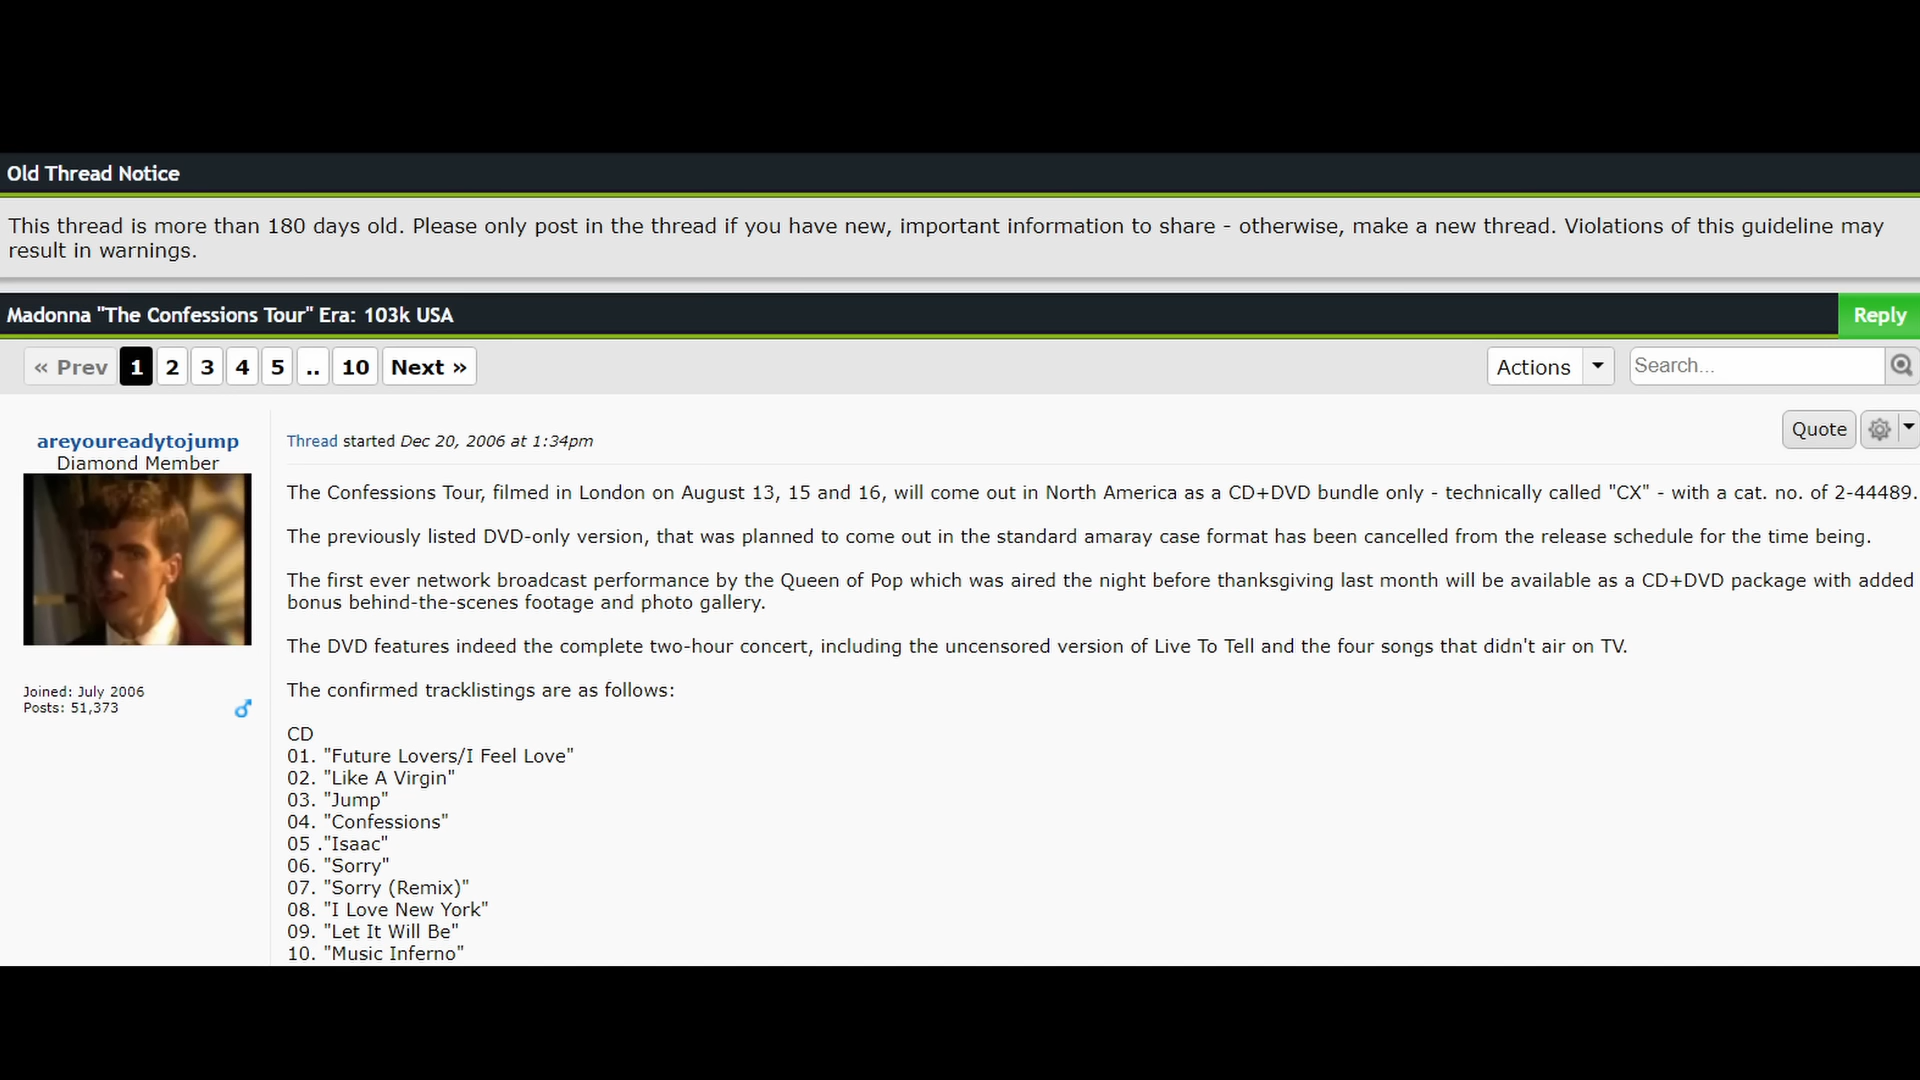 Old Thread Notice
This thread is more than 180 days old. Please only post in the thread if you have new, important information to share - otherwise, make a new thread. Violations of this guideline may
result in warnings.
Madonna "The Confessions Tour" Era: 103k USA
Reply
« Prev 1 2 3 4 5 .. 10 Next »
Actions
Search...
areyoureadytojump
Diamond Member
Joined: July 2006
Posts: 51,373
Thread started Dec 20, 2006 at 1:34pm
Quote
The Confessions Tour, filmed in London on August 13, 15 and 16, will come out in North America as a CD+DVD bundle only - technically called "CX" - with a cat. no. of 2-44489.
The previously listed DVD-only version, that was planned to come out in the standard amaray case format has been cancelled from the release schedule for the time being.
The first ever network broadcast performance by the Queen of Pop which was aired the night before thanksgiving last month will be available as a CD+DVD package with added
bonus behind-the-scenes footage and photo gallery.
The DVD features indeed the complete two-hour concert, including the uncensored version of Live To Tell and the four songs that didn't air on TV.
The confirmed tracklistings are as follows:
CD
01. "Future Lovers/I Feel Love"
02. "Like A Virgin"
03. "Jump"
04. "Confessions"
05 ."Isaac"
06. "Sorry"
07. "Sorry (Remix)"
08. "I Love New York"
09. "Let It Will Be"
10. "Music Inferno"